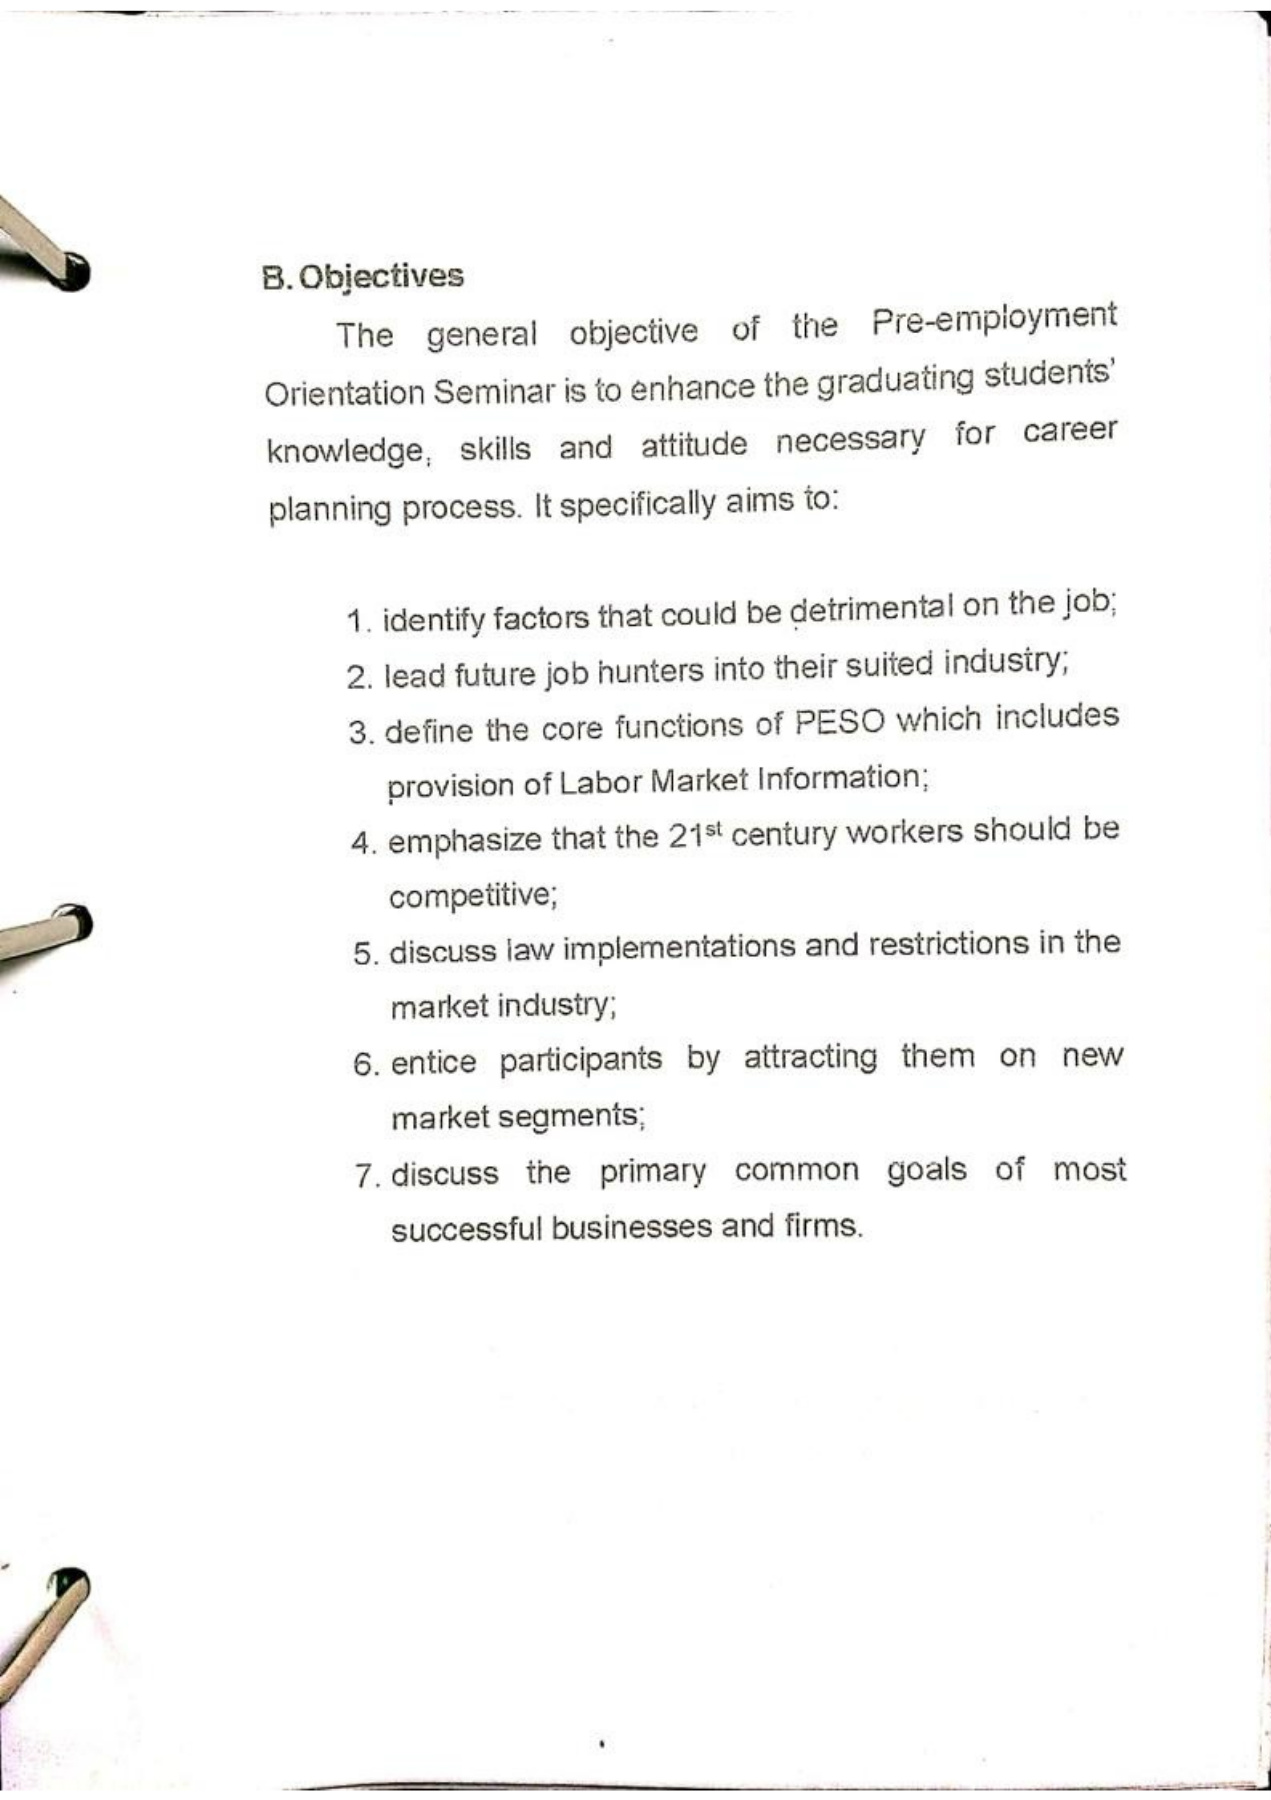 B. Objectives
The general objective of the Pre-employment
Orientation Seminar is to enhance the graduating students'
knowledge, skills and attitude necessary for career
planning process. It specifically aims to:
1. identify factors that could be detrimental on the job;
2. lead future job hunters into their suited industry;
3. define the core functions of PESO which includes
provision of Labor Market Information;
4. emphasize that the 21st century workers should be
competitive;
5. discuss law implementations and restrictions in the
market industry;
6. entice participants by attracting them on new
market segments;
7. discuss the primary common goals of most
successful businesses and firms.